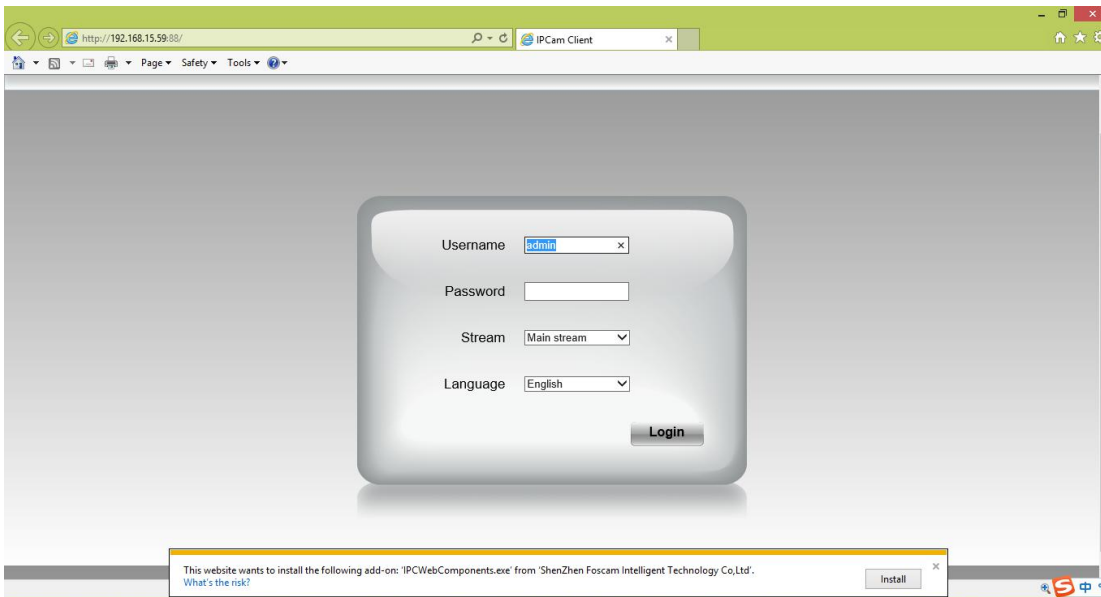 http://192.168.15.59:88/
IPCam Client
Page Safety Tools
Username admin
Password
Stream Main stream
Language English
Login
This website wants to install the following add-on: 'IPCWebComponents.exe' from 'ShenZhen Foscam Intelligent Technology Co,Ltd'.
What's the risk?
Install
中